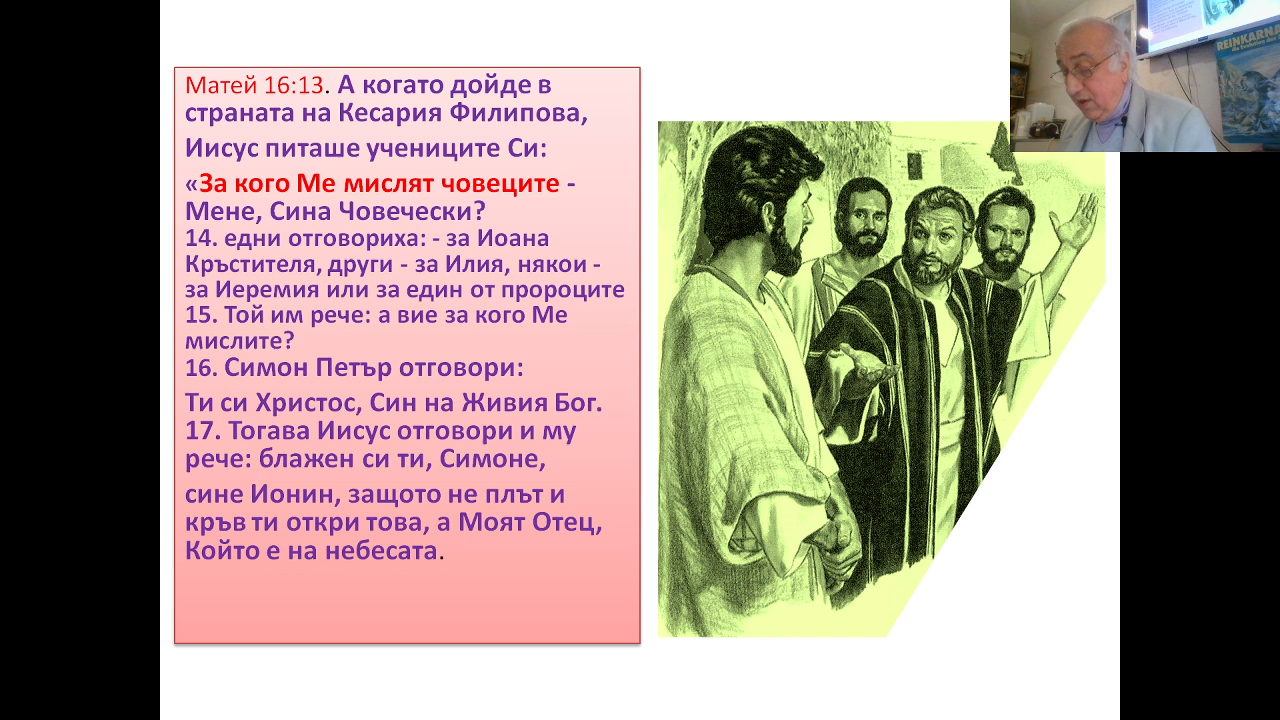 Матей 16:13. А когато дойде в
страната на Кесария Филипова,
Иисус питаше учениците Си:
«За кого Ме мислят човеците -
Мене, Сина Човечески?
14. едни отговориха: - за Иоана
Кръстителя, други - за Илия, някои -
за Иеремия или за един от пророците
15. Той им рече: а вие за кого Ме
мислите?
16. Симон Петър отговори:
Ти си Христос, Син на Живия Бог.
17. Тогава Иисус отговори и му
рече: блажен си ти, Симоне,
сине Ионин, защото не плът и
кръв ти откри това, а Моят Отец,
Който е на небесата.
REINKARNA